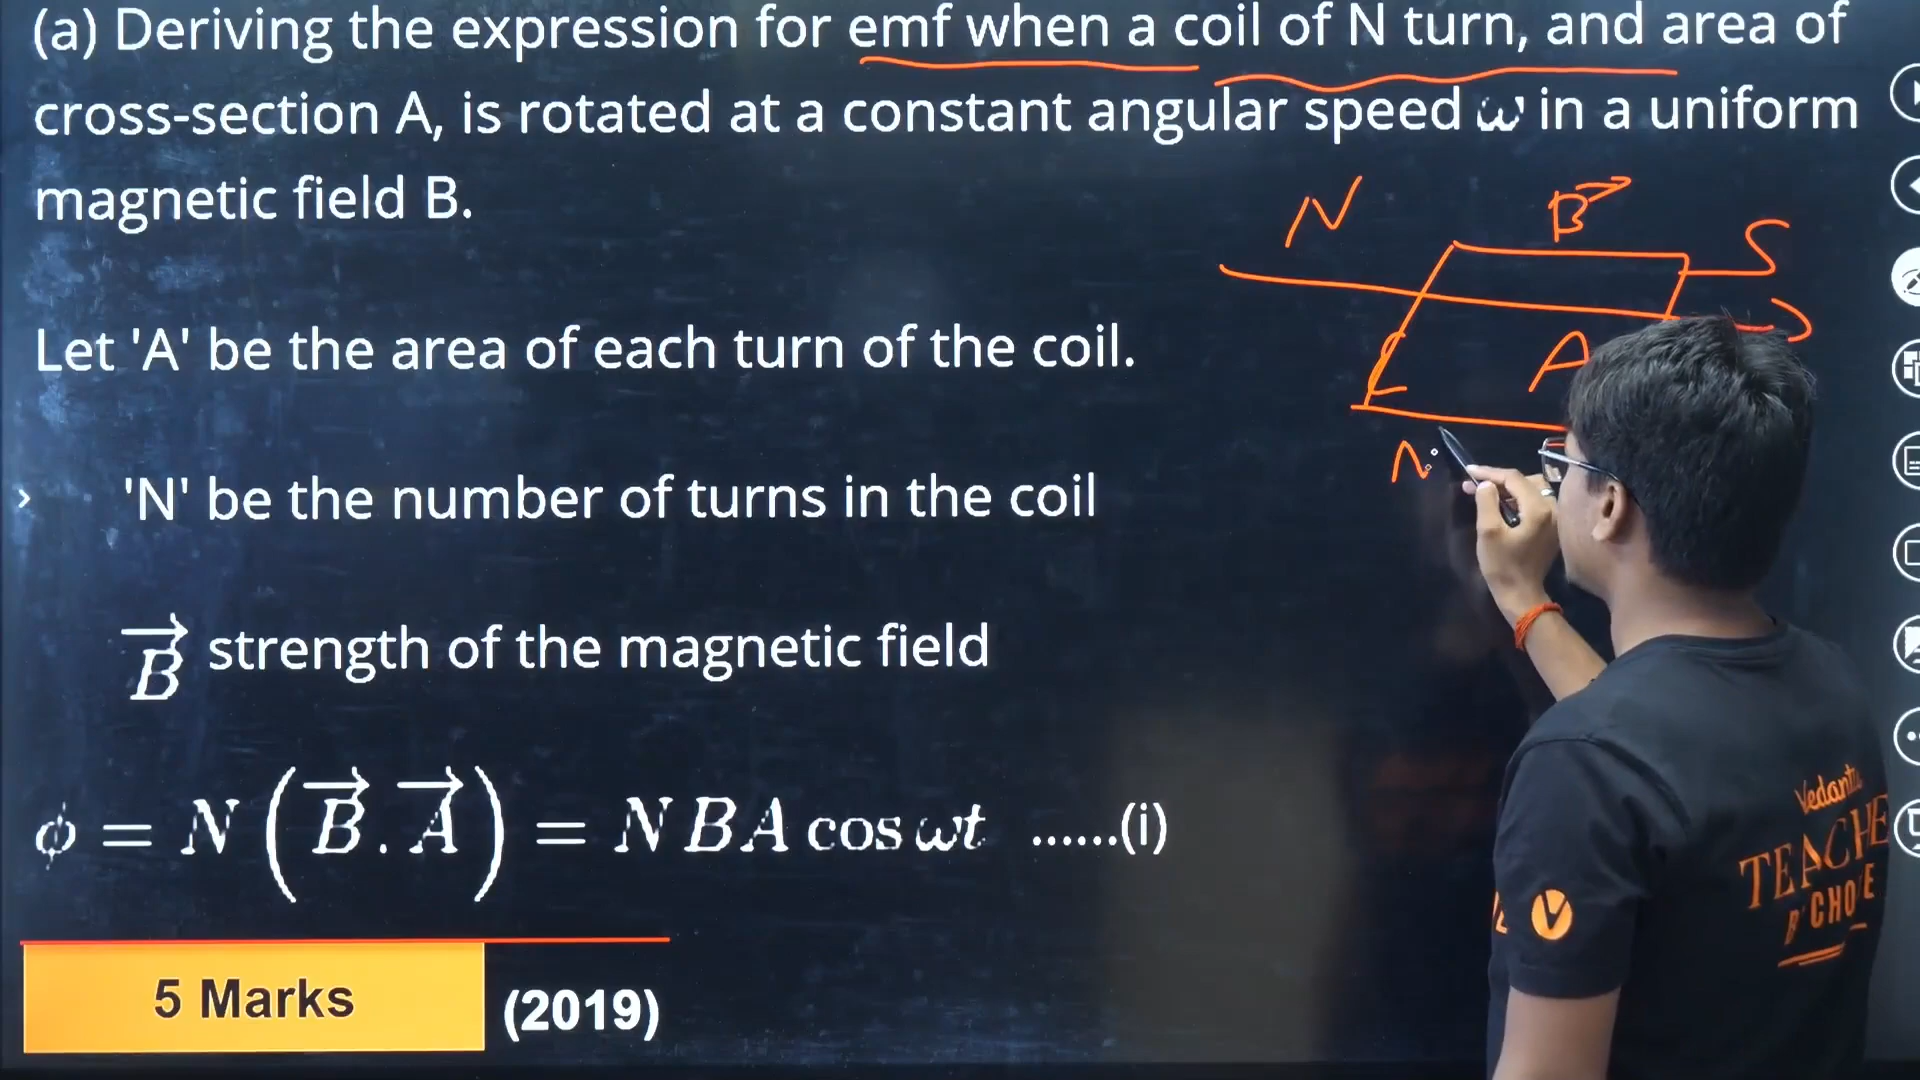 (a) Deriving the expression for emf when a coil of N turn, and area of
cross-section A, is rotated at a constant angular speed ω in a uniform
magnetic field B.
N
B→
S
Let 'A' be the area of each turn of the coil.
A
N
'N' be the number of turns in the coil
B→ strength of the magnetic field
ϕ = N (B→ . A→) = NBA cos ωt ......(i)
5 Marks
(2019)
Vedantu
V